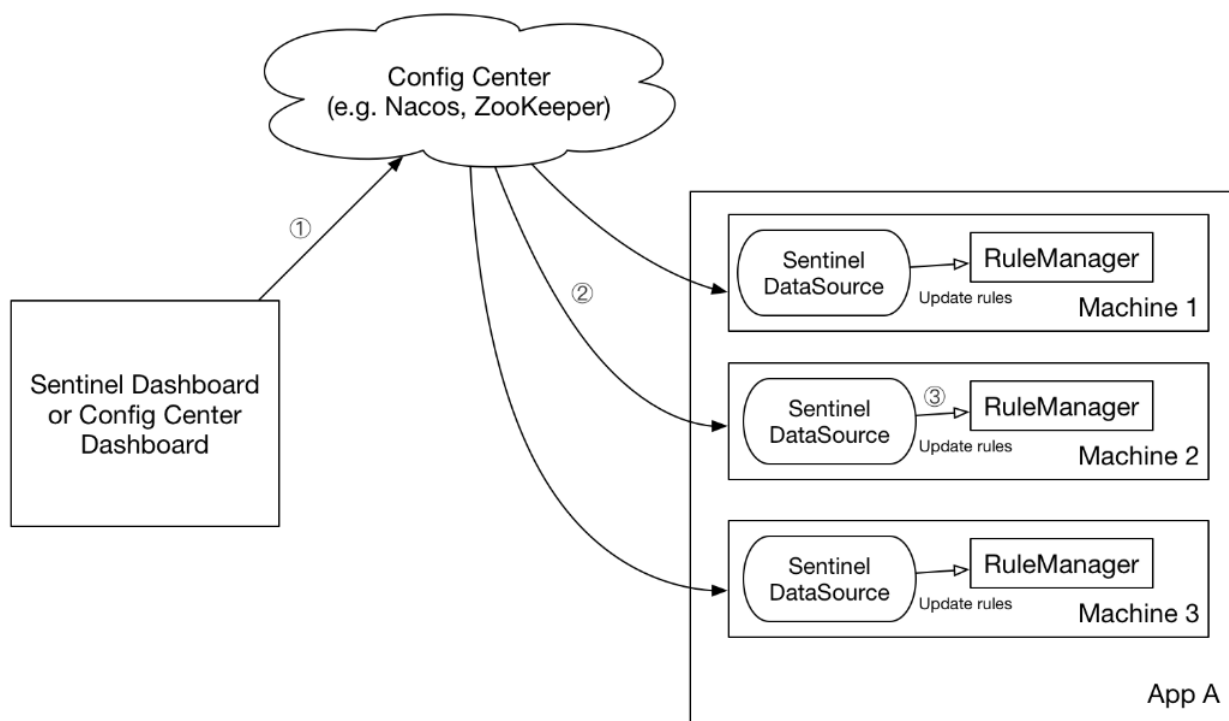 Config Center
(e.g. Nacos, ZooKeeper)
①
②
Sentinel Dashboard
or Config Center
Dashboard
Sentinel
DataSource
RuleManager
Update rules
Machine 1
Sentinel
DataSource
③
RuleManager
Update rules
Machine 2
Sentinel
DataSource
RuleManager
Update rules
Machine 3
App A